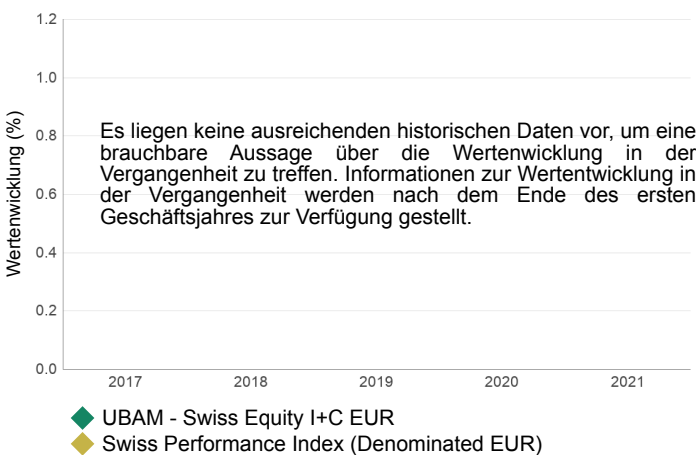 1.2
1.0
0.8
0.6
0.4
0.2
0.0
Wertenwicklung (%)
Es liegen keine ausreichenden historischen Daten vor, um eine
brauchbare Aussage über die Wertenwicklung in der
Vergangenheit zu treffen. Informationen zur Wertentwicklung in
der Vergangenheit werden nach dem Ende des ersten
Geschäftsjahres zur Verfügung gestellt.
2017 2018 2019 2020 2021
UBAM - Swiss Equity I+C EUR
Swiss Performance Index (Denominated EUR)